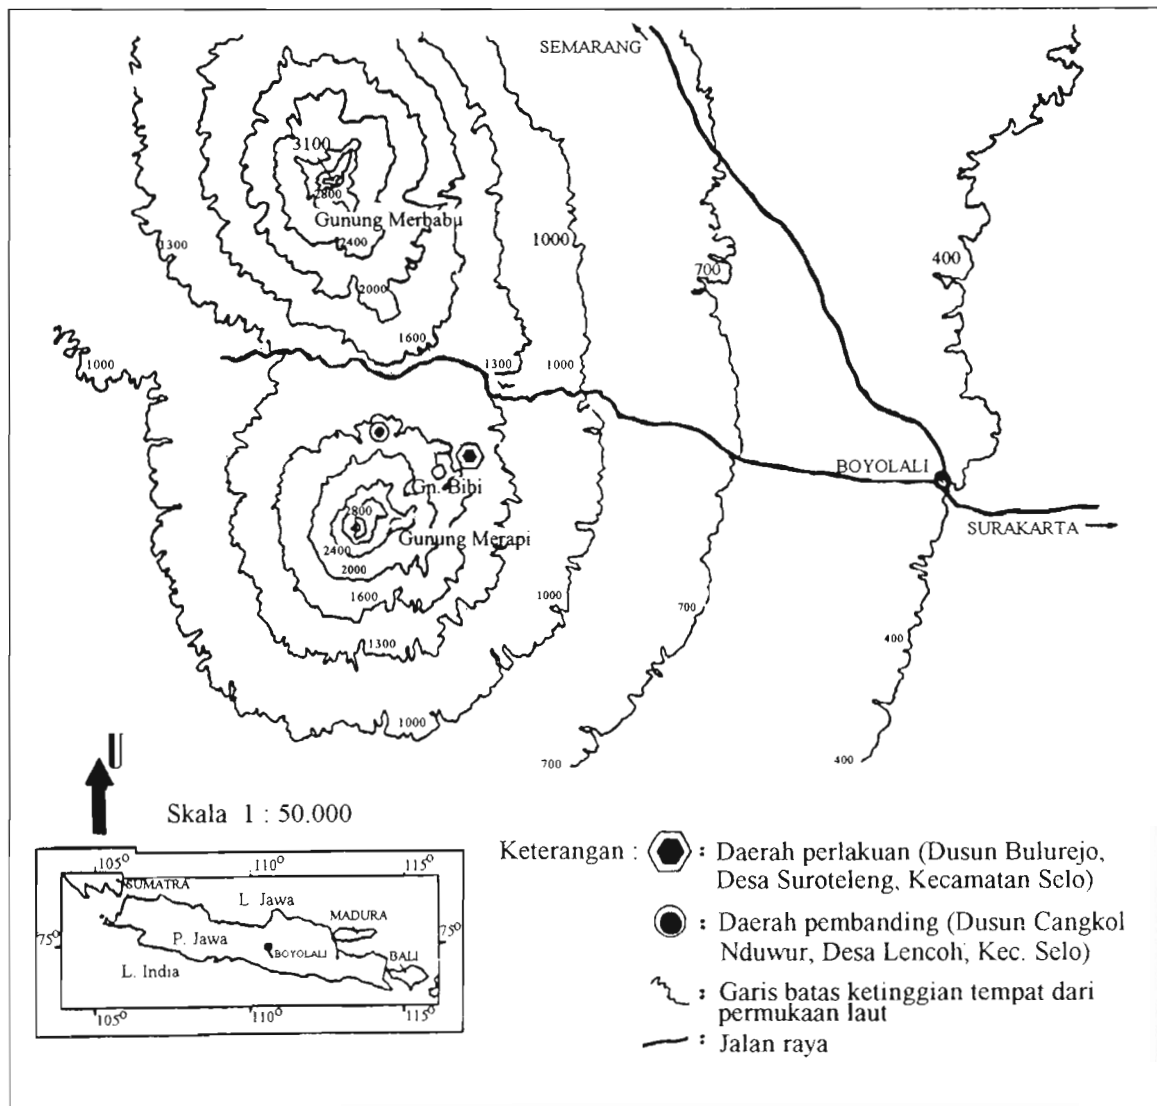 SEMARANG
3100
2800
Gunung Merbabu
2400
1300
1000
2000
700
400
1600
1000
1300
1000
BOYOLALI
Gn. Bibi
2800
Gunung Merapi
SURAKARTA
2400
2000
1600
1000
700
1300
400
1000
700
400
U
Skala 1 : 50.000
105°
110°
115°
SUMATRA
L. Jawa
MADURA
75°
P. Jawa
75°
BOYOLALI
BALI
L. India
105°
110°
115°
Keterangan :
: Daerah perlakuan (Dusun Bulurejo,
Desa Suroteleng, Kecamatan Selo)
: Daerah pembanding (Dusun Cangkol
Nduwur, Desa Lencoh, Kec. Selo)
: Garis batas ketinggian tempat dari
permukaan laut
: Jalan raya